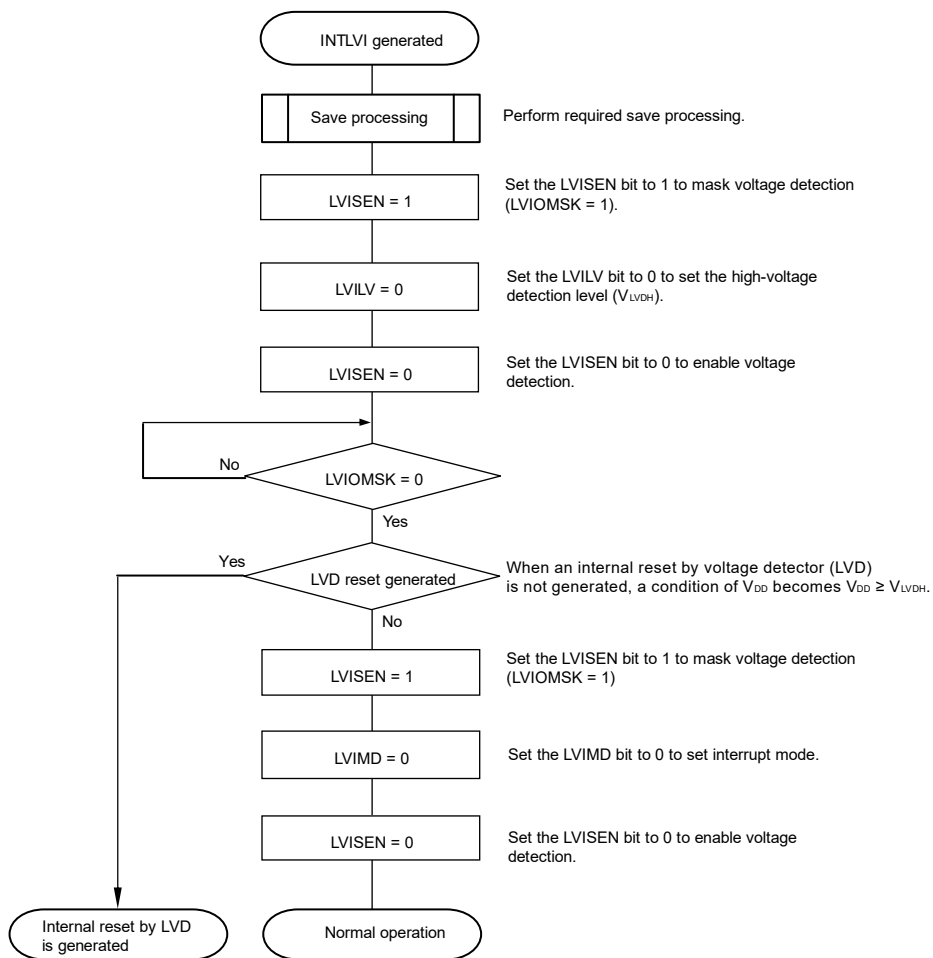 INTLVI generated
Save processing
Perform required save processing.
LVISEN = 1
Set the LVISEN bit to 1 to mask voltage detection
(LVIOMSK = 1).
LVILV = 0
Set the LVILV bit to 0 to set the high-voltage
detection level (VLVDH).
LVISEN = 0
Set the LVISEN bit to 0 to enable voltage
detection.
No
LVIOMSK = 0
Yes
Yes
LVD reset generated
When an internal reset by voltage detector (LVD)
is not generated, a condition of VDD becomes VDD ≥ VLVDH.
No
LVISEN = 1
Set the LVISEN bit to 1 to mask voltage detection
(LVIOMSK = 1)
LVIMD = 0
Set the LVIMD bit to 0 to set interrupt mode.
LVISEN = 0
Set the LVISEN bit to 0 to enable voltage
detection.
Internal reset by LVD
is generated
Normal operation